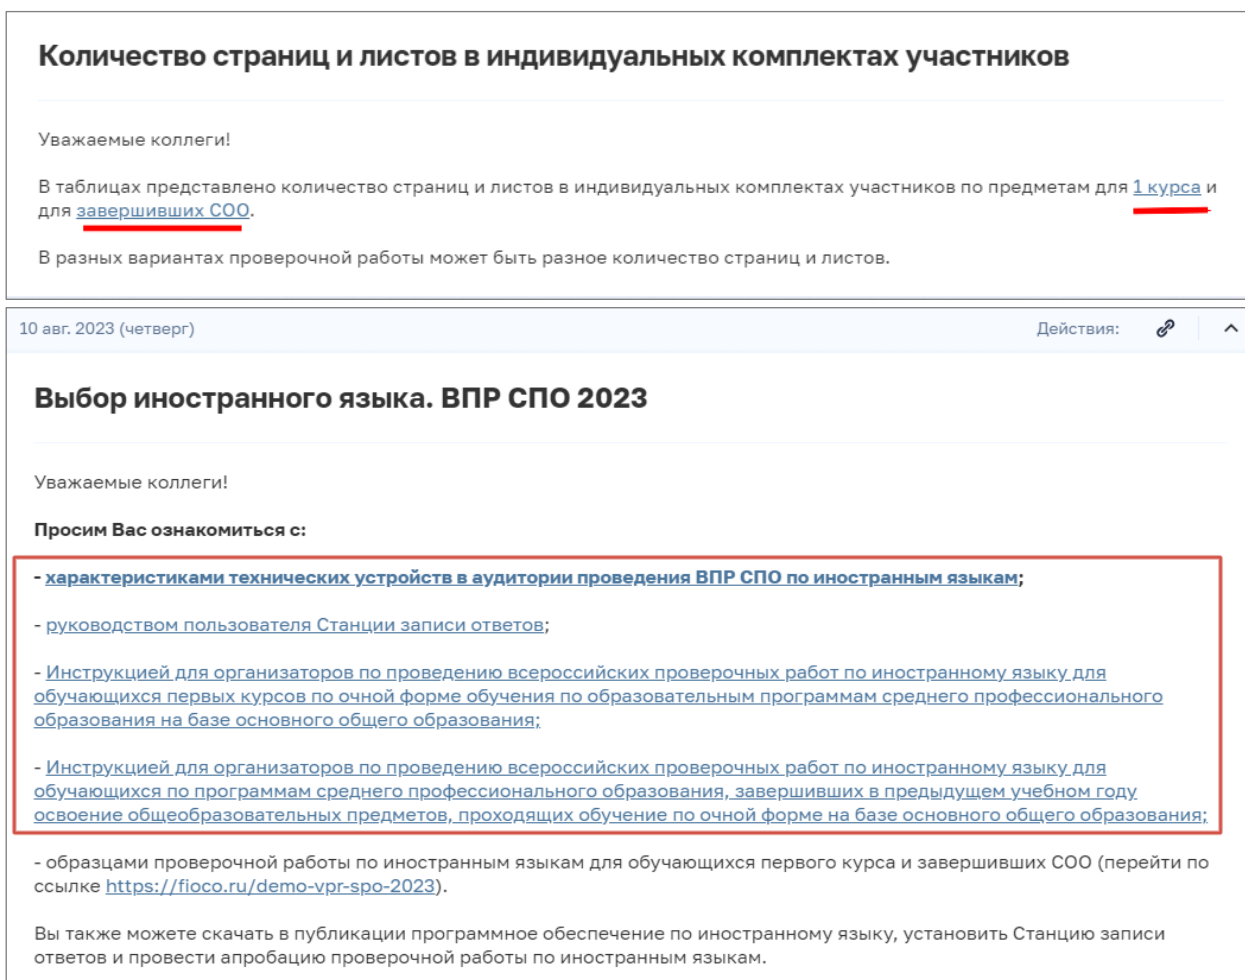 Количество страниц и листов в индивидуальных комплектах участников
Уважаемые коллеги!
В таблицах представлено количество страниц и листов в индивидуальных комплектах участников по предметам для 1 курса и
для завершивших СОО.
В разных вариантах проверочной работы может быть разное количество страниц и листов.
10 авг. 2023 (четверг) Действия:
Выбор иностранного языка. ВПР СПО 2023
Уважаемые коллеги!
Просим Вас ознакомиться с:
- характеристиками технических устройств в аудитории проведения ВПР СПО по иностранным языкам;
- руководством пользователя Станции записи ответов;
- Инструкцией для организаторов по проведению всероссийских проверочных работ по иностранному языку для
обучающихся первых курсов по очной форме обучения по образовательным программам среднего профессионального
образования на базе основного общего образования;
- Инструкцией для организаторов по проведению всероссийских проверочных работ по иностранному языку для
обучающихся по программам среднего профессионального образования, завершивших в предыдущем учебном году
освоение общеобразовательных предметов, проходящих обучение по очной форме на базе основного общего образования;
- образцами проверочной работы по иностранным языкам для обучающихся первого курса и завершивших СОО (перейти по
ссылке https://fioco.ru/demo-vpr-spo-2023).
Вы также можете скачать в публикации программное обеспечение по иностранному языку, установить Станцию записи
ответов и провести апробацию проверочной работы по иностранным языкам.